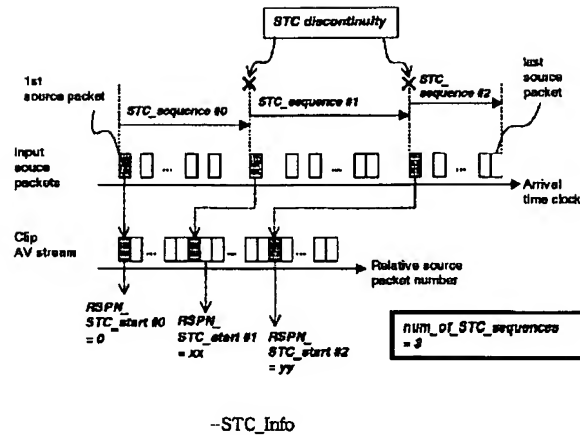 STC discontinuity
1st
source packet
STC_sequence #0
STC_sequence #1
STC_
sequence #2
last
source
packet
Input
souce
packets
...
...
...
Arrival
time clock
Clip
AV stream
...
...
...
Relative source
packet number
RSPN_
STC_start #0
= 0
RSPN_
STC_start #1
= xx
RSPN_
STC_start #2
= yy
num_of_STC_sequences
= 3
--STC_Info